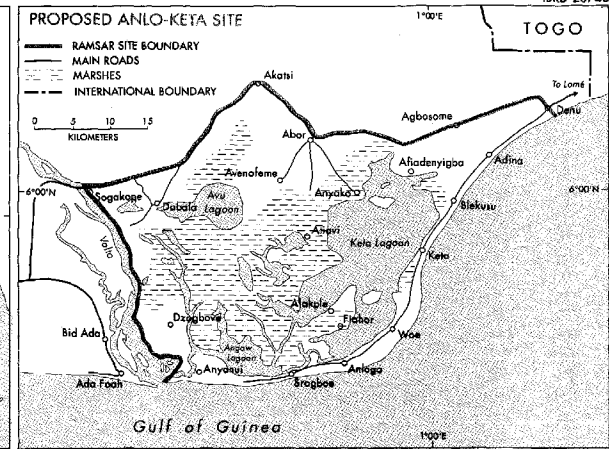 PROPOSED ANLO-KETA SITE
RAMSAR SITE BOUNDARY
MAIN ROADS
MARSHES
INTERNATIONAL BOUNDARY
0 5 10 15
KILOMETERS
1°00'E
TOGO
To Lomé
Akatsi
Denu
Agbosome
Abor
Adina
Afiadenyigba
Avenofeme
Anyako
6°00'N
6°00'N
Sogakope
Dabala
Avu
Lagoon
Blekusu
Volta
Atiavi
Keta Lagoon
Keta
Alakple
Dzogbove
Fiahor
Woe
Bid Ada
Angaw
Lagoon
Anloga
Ada Foah
Anyanui
Srogboe
Gulf of Guinea
1°00'E